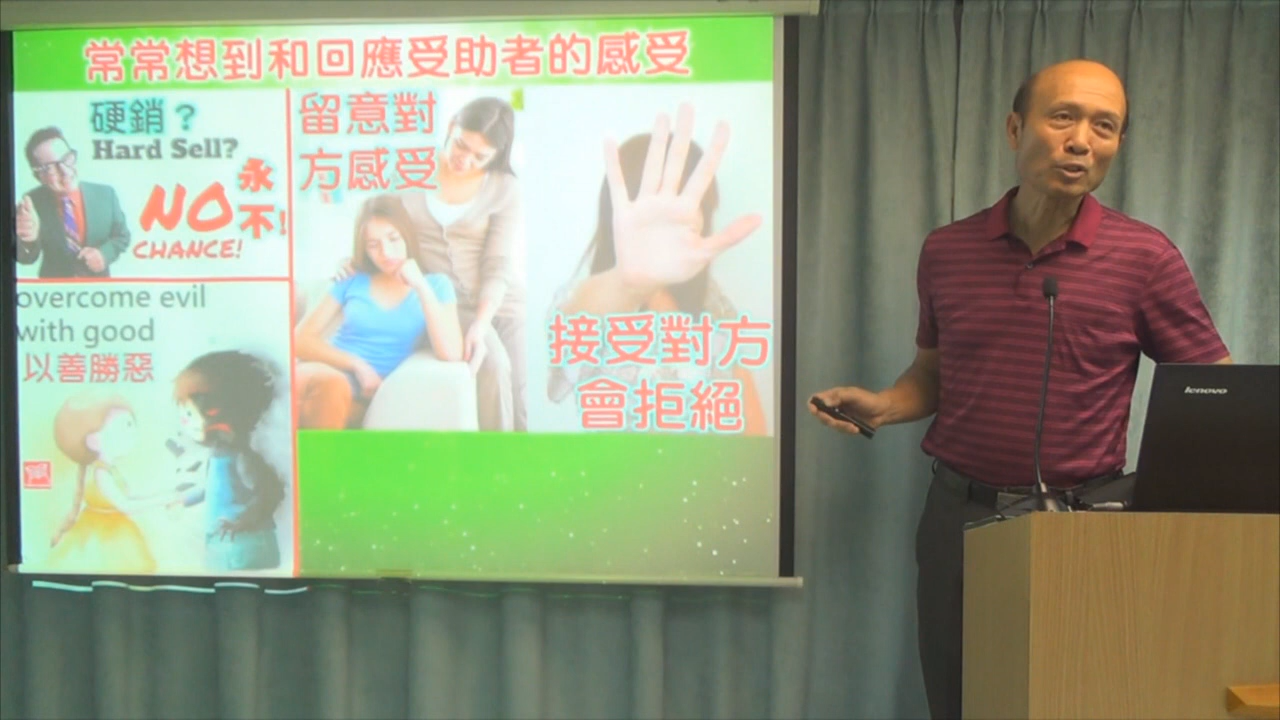 常常想到和回應受助者的感受
硬銷？
Hard Sell?
NO
CHANCE!
永
不!
留意對
方感受
接受對方
會拒絕
overcome evil
with good
以善勝惡
lenovo